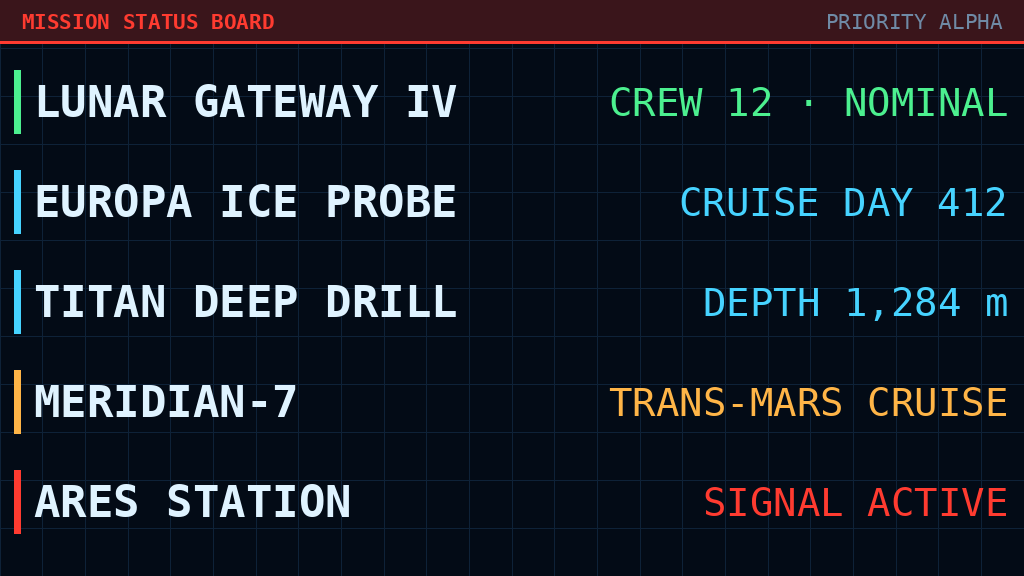 MISSION STATUS BOARD PRIORITY ALPHA
LUNAR GATEWAY IV CREW 12 · NOMINAL
EUROPA ICE PROBE CRUISE DAY 412
TITAN DEEP DRILL DEPTH 1,284 m
MERIDIAN-7 TRANS-MARS CRUISE
ARES STATION SIGNAL ACTIVE